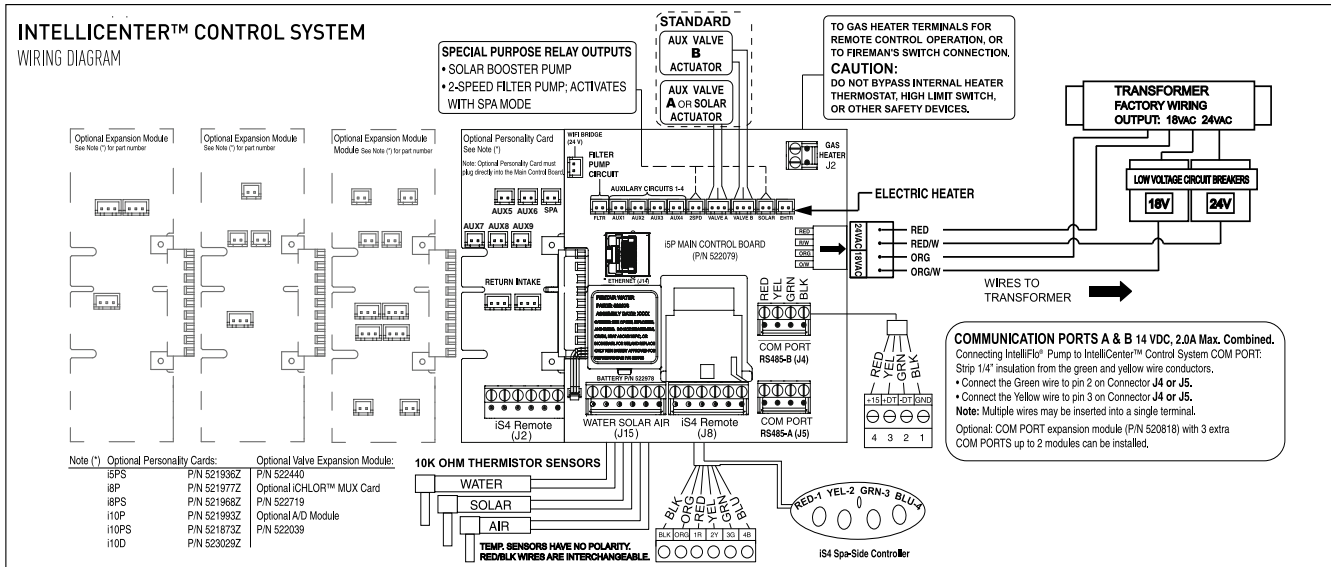 INTELLICENTER™ CONTROL SYSTEM
WIRING DIAGRAM
SPECIAL PURPOSE RELAY OUTPUTS
• SOLAR BOOSTER PUMP
• 2-SPEED FILTER PUMP; ACTIVATES
WITH SPA MODE
STANDARD
AUX VALVE
B
ACTUATOR
AUX VALVE
A OR SOLAR
ACTUATOR
TO GAS HEATER TERMINALS FOR
REMOTE CONTROL OPERATION, OR
TO FIREMAN'S SWITCH CONNECTION.
CAUTION:
DO NOT BYPASS INTERNAL HEATER
THERMOSTAT, HIGH LIMIT SWITCH,
OR OTHER SAFETY DEVICES.
TRANSFORMER
FACTORY WIRING
OUTPUT: 18VAC 24VAC
LOW VOLTAGE CIRCUIT BREAKERS
18V
24V
Optional Expansion Module
See Note (*) for part number
Optional Expansion Module
See Note (*) for part number
Optional Expansion Module
Module See Note (*) for part number
Optional Personality Card
See Note (*)
Note: Optional Personality Card must
plug directly into the Main Control Board.
WIFI BRIDGE
(24 V)
FILTER
PUMP
CIRCUIT
AUXILARY CIRCUITS 1-4
GAS
HEATER
J2
ELECTRIC HEATER
AUX5 AUX6 SPA
FLTR AUX1 AUX2 AUX3 AUX4 2SPD VALVE A VALVE B SOLAR HTR
AUX7 AUX8 AUX9
RETURN INTAKE
i5P MAIN CONTROL BOARD
(P/N 522079)
* ETHERNET (J14)
RED
R/W
ORG
O/W
24VAC
18VAC
RED
RED/W
ORG
ORG/W
WIRES TO
TRANSFORMER
PENTAIR WATER
BATTERY P/N 522978
RED YEL GRN BLK
COM PORT
RS485-B (J4)
COM PORT
RS485-A (J5)
RED YEL GRN BLK
+15 +DT -DT GND
4 3 2 1
COMMUNICATION PORTS A & B 14 VDC, 2.0A Max. Combined.
Connecting IntelliFlo® Pump to IntelliCenter™ Control System COM PORT:
Strip 1/4" insulation from the green and yellow wire conductors.
• Connect the Green wire to pin 2 on Connector J4 or J5.
• Connect the Yellow wire to pin 3 on Connector J4 or J5.
Note: Multiple wires may be inserted into a single terminal.
Optional: COM PORT expansion module (P/N 520818) with 3 extra
COM PORTS up to 2 modules can be installed,
iS4 Remote
(J2)
WATER SOLAR AIR
(J15)
iS4 Remote
(J8)
Note (*) Optional Personality Cards: Optional Valve Expansion Module:
i5PS P/N 521936Z P/N 522440
i8P P/N 521977Z Optional iCHLOR™ MUX Card
i8PS P/N 521968Z P/N 522719
i10P P/N 521993Z Optional A/D Module
i10PS P/N 521873Z P/N 522039
i10D P/N 523029Z
10K OHM THERMISTOR SENSORS
WATER
SOLAR
AIR
TEMP. SENSORS HAVE NO POLARITY.
RED/BLK WIRES ARE INTERCHANGEABLE.
BLK ORG RED YEL GRN BLU
BLK ORG 1R 2Y 3G 4B
RED-1 YEL-2 GRN-3 BLU-4
iS4 Spa-Side Controller